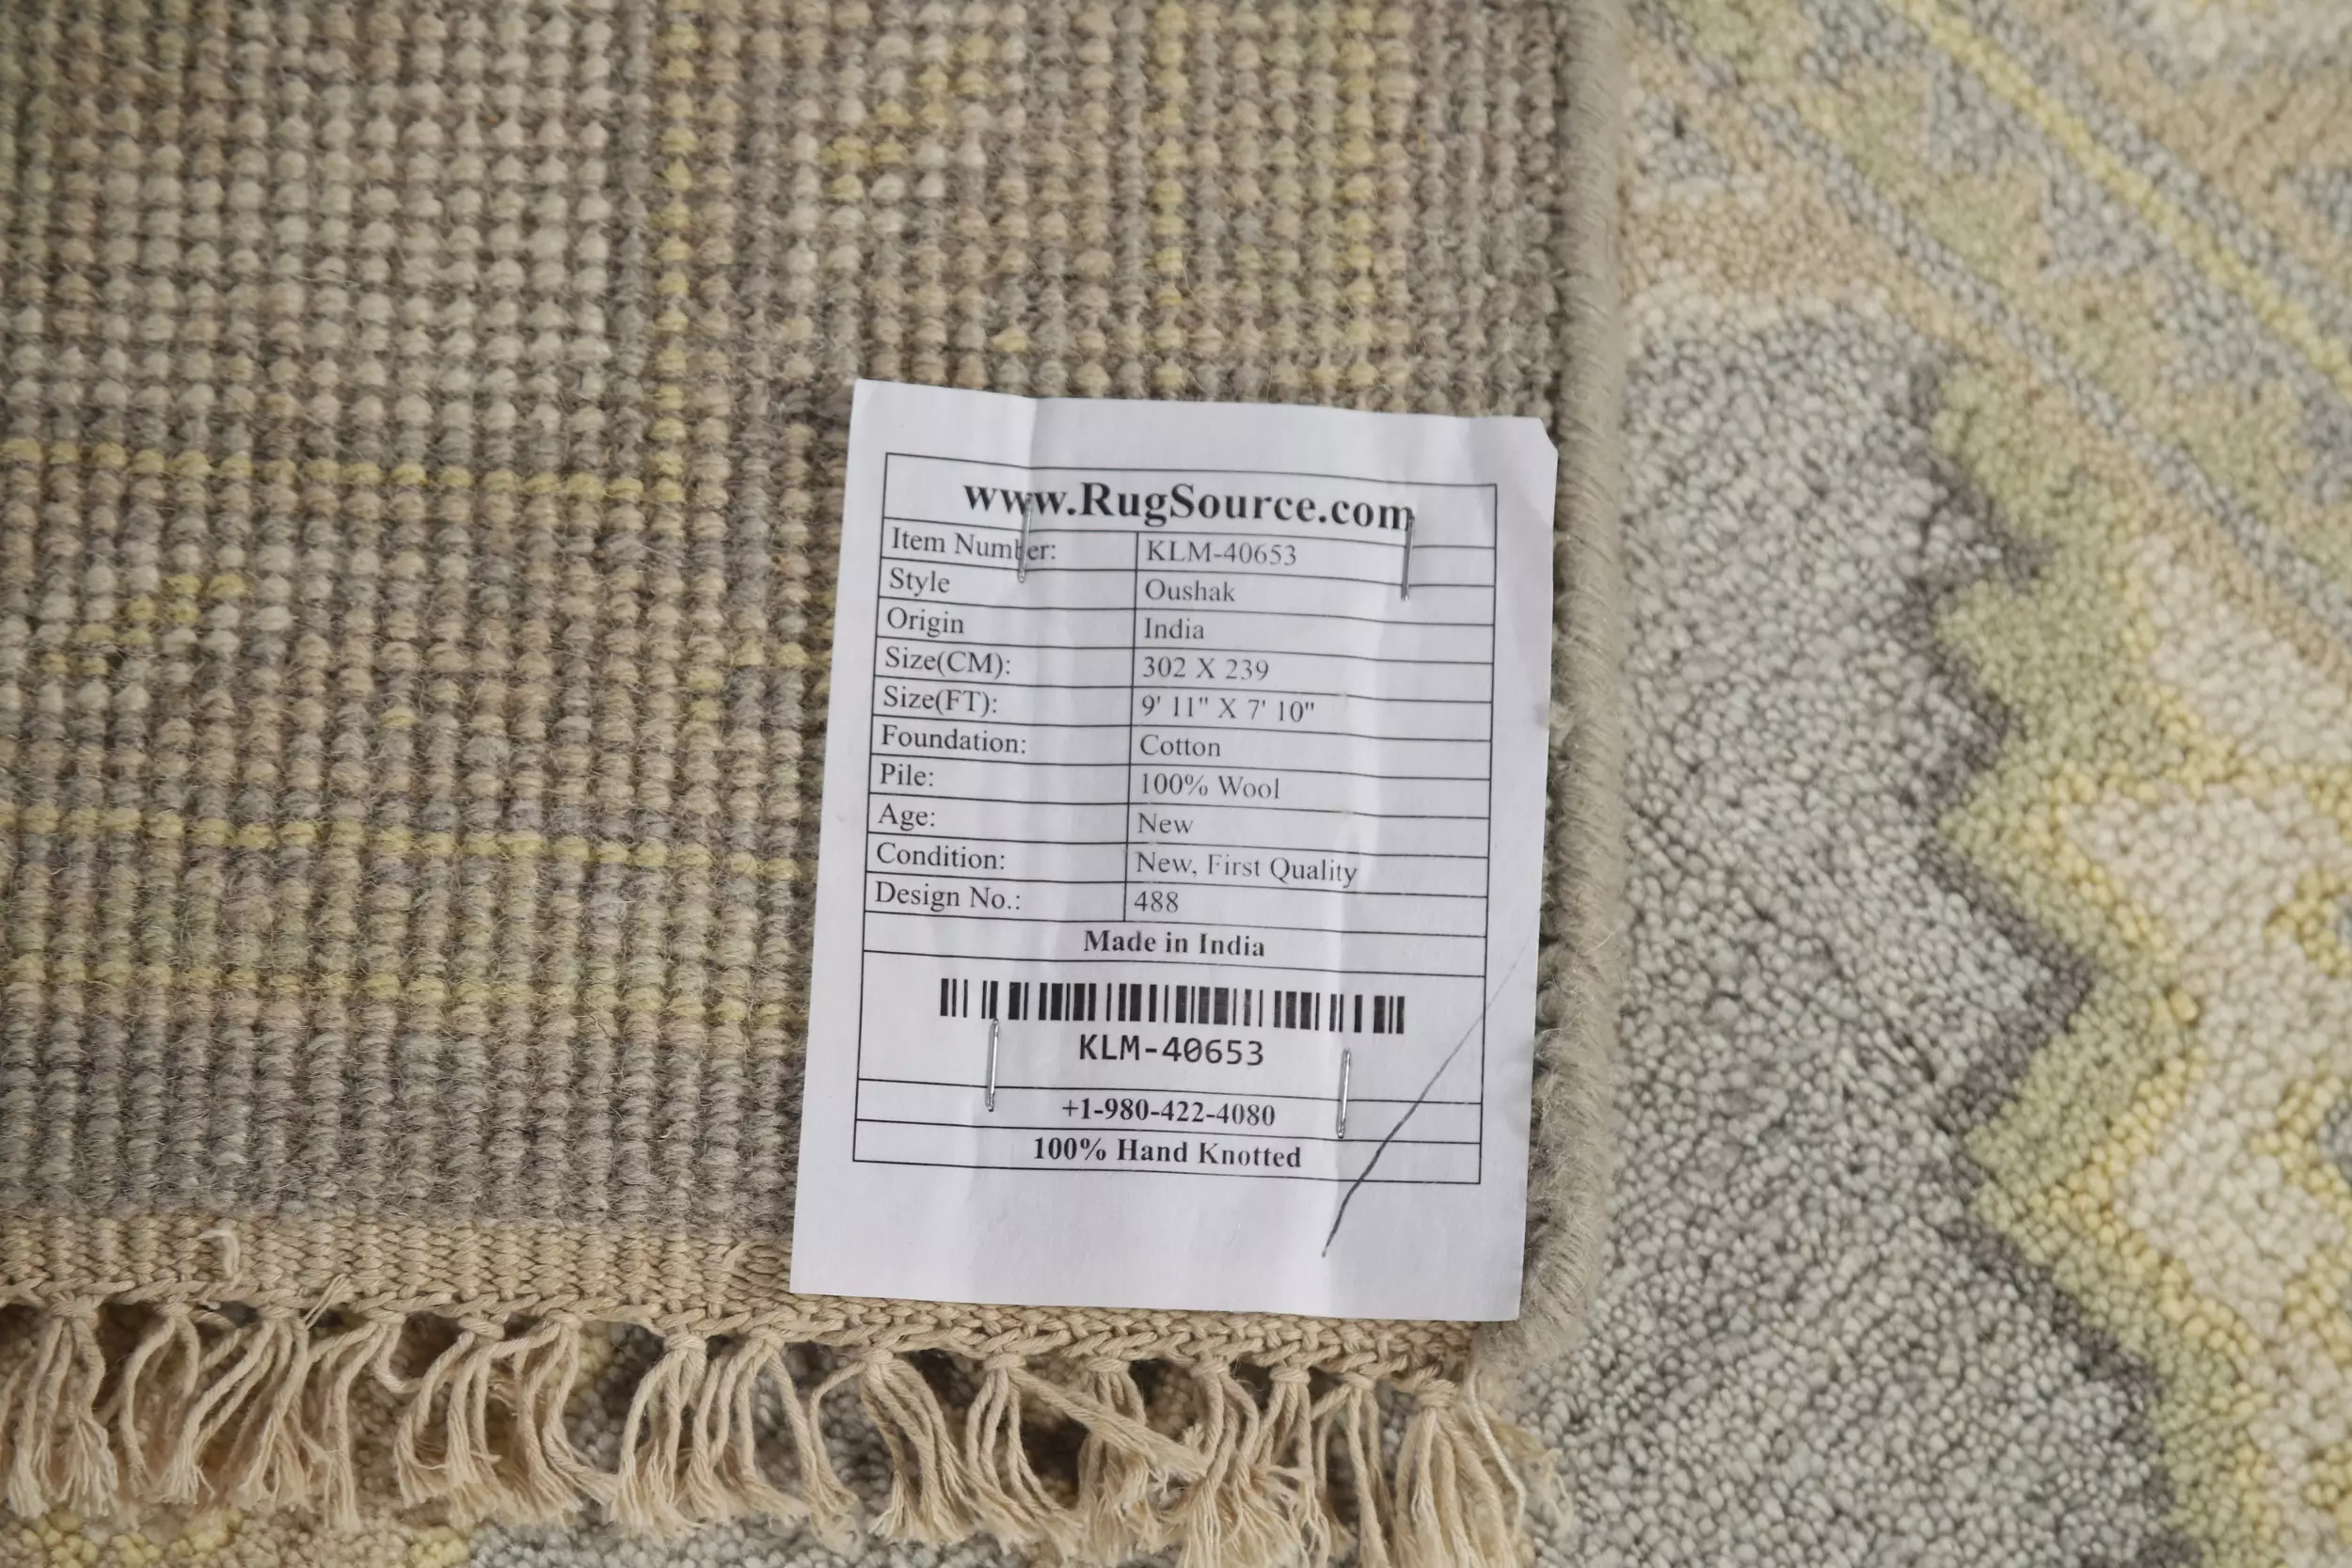 www.RugSource.com
Item Number: KLM-40653
Style Oushak
Origin India
Size(CM): 302 X 239
Size(FT): 9' 11" X 7' 10"
Foundation: Cotton
Pile: 100% Wool
Age: New
Condition: New, First Quality
Design No.: 488
Made in India
KLM-40653
+1-980-422-4080
100% Hand Knotted